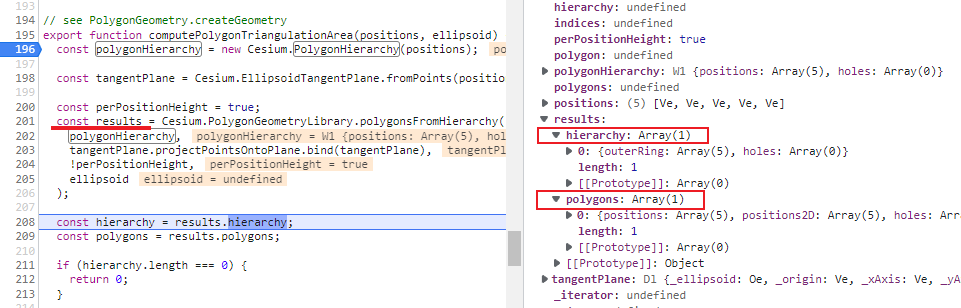 193
194 // see PolygonGeometry.createGeometry
195 export function computePolygonTriangulationArea(positions, ellipsoid)
196 const polygonHierarchy = new Cesium.PolygonHierarchy(positions); po
197
198 const tangentPlane = Cesium.EllipsoidTangentPlane.fromPoints(positio
199
200 const perPositionHeight = true;
201 const results = Cesium.PolygonGeometryLibrary.polygonsFromHierarchy(
202 polygonHierarchy, polygonHierarchy = W1 {positions: Array(5), hol
203 tangentPlane.projectPointsOntoPlane.bind(tangentPlane), tangentPl
204 !perPositionHeight, perPositionHeight = true
205 ellipsoid ellipsoid = undefined
206 );
207
208 const hierarchy = results.hierarchy;
209 const polygons = results.polygons;
210
211 if (hierarchy.length === 0) {
212 return 0;
213 }
214
hierarchy: undefined
indices: undefined
perPositionHeight: true
polygon: undefined
polygonHierarchy: W1 {positions: Array(5), holes: Array(0)}
polygons: undefined
positions: (5) [Ve, Ve, Ve, Ve, Ve]
results:
hierarchy: Array(1)
0: {outerRing: Array(5), holes: Array(0)}
length: 1
[[Prototype]]: Array(0)
polygons: Array(1)
0: {positions: Array(5), positions2D: Array(5), holes: Arra
length: 1
[[Prototype]]: Array(0)
[[Prototype]]: Object
tangentPlane: Dl {_ellipsoid: Oe, _origin: Ve, _xAxis: Ve, _yA
_iterator: undefined